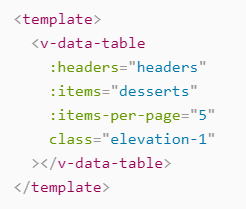 <template>
  <v-data-table
    :headers="headers"
    :items="desserts"
    :items-per-page="5"
    class="elevation-1"
  ></v-data-table>
</template>